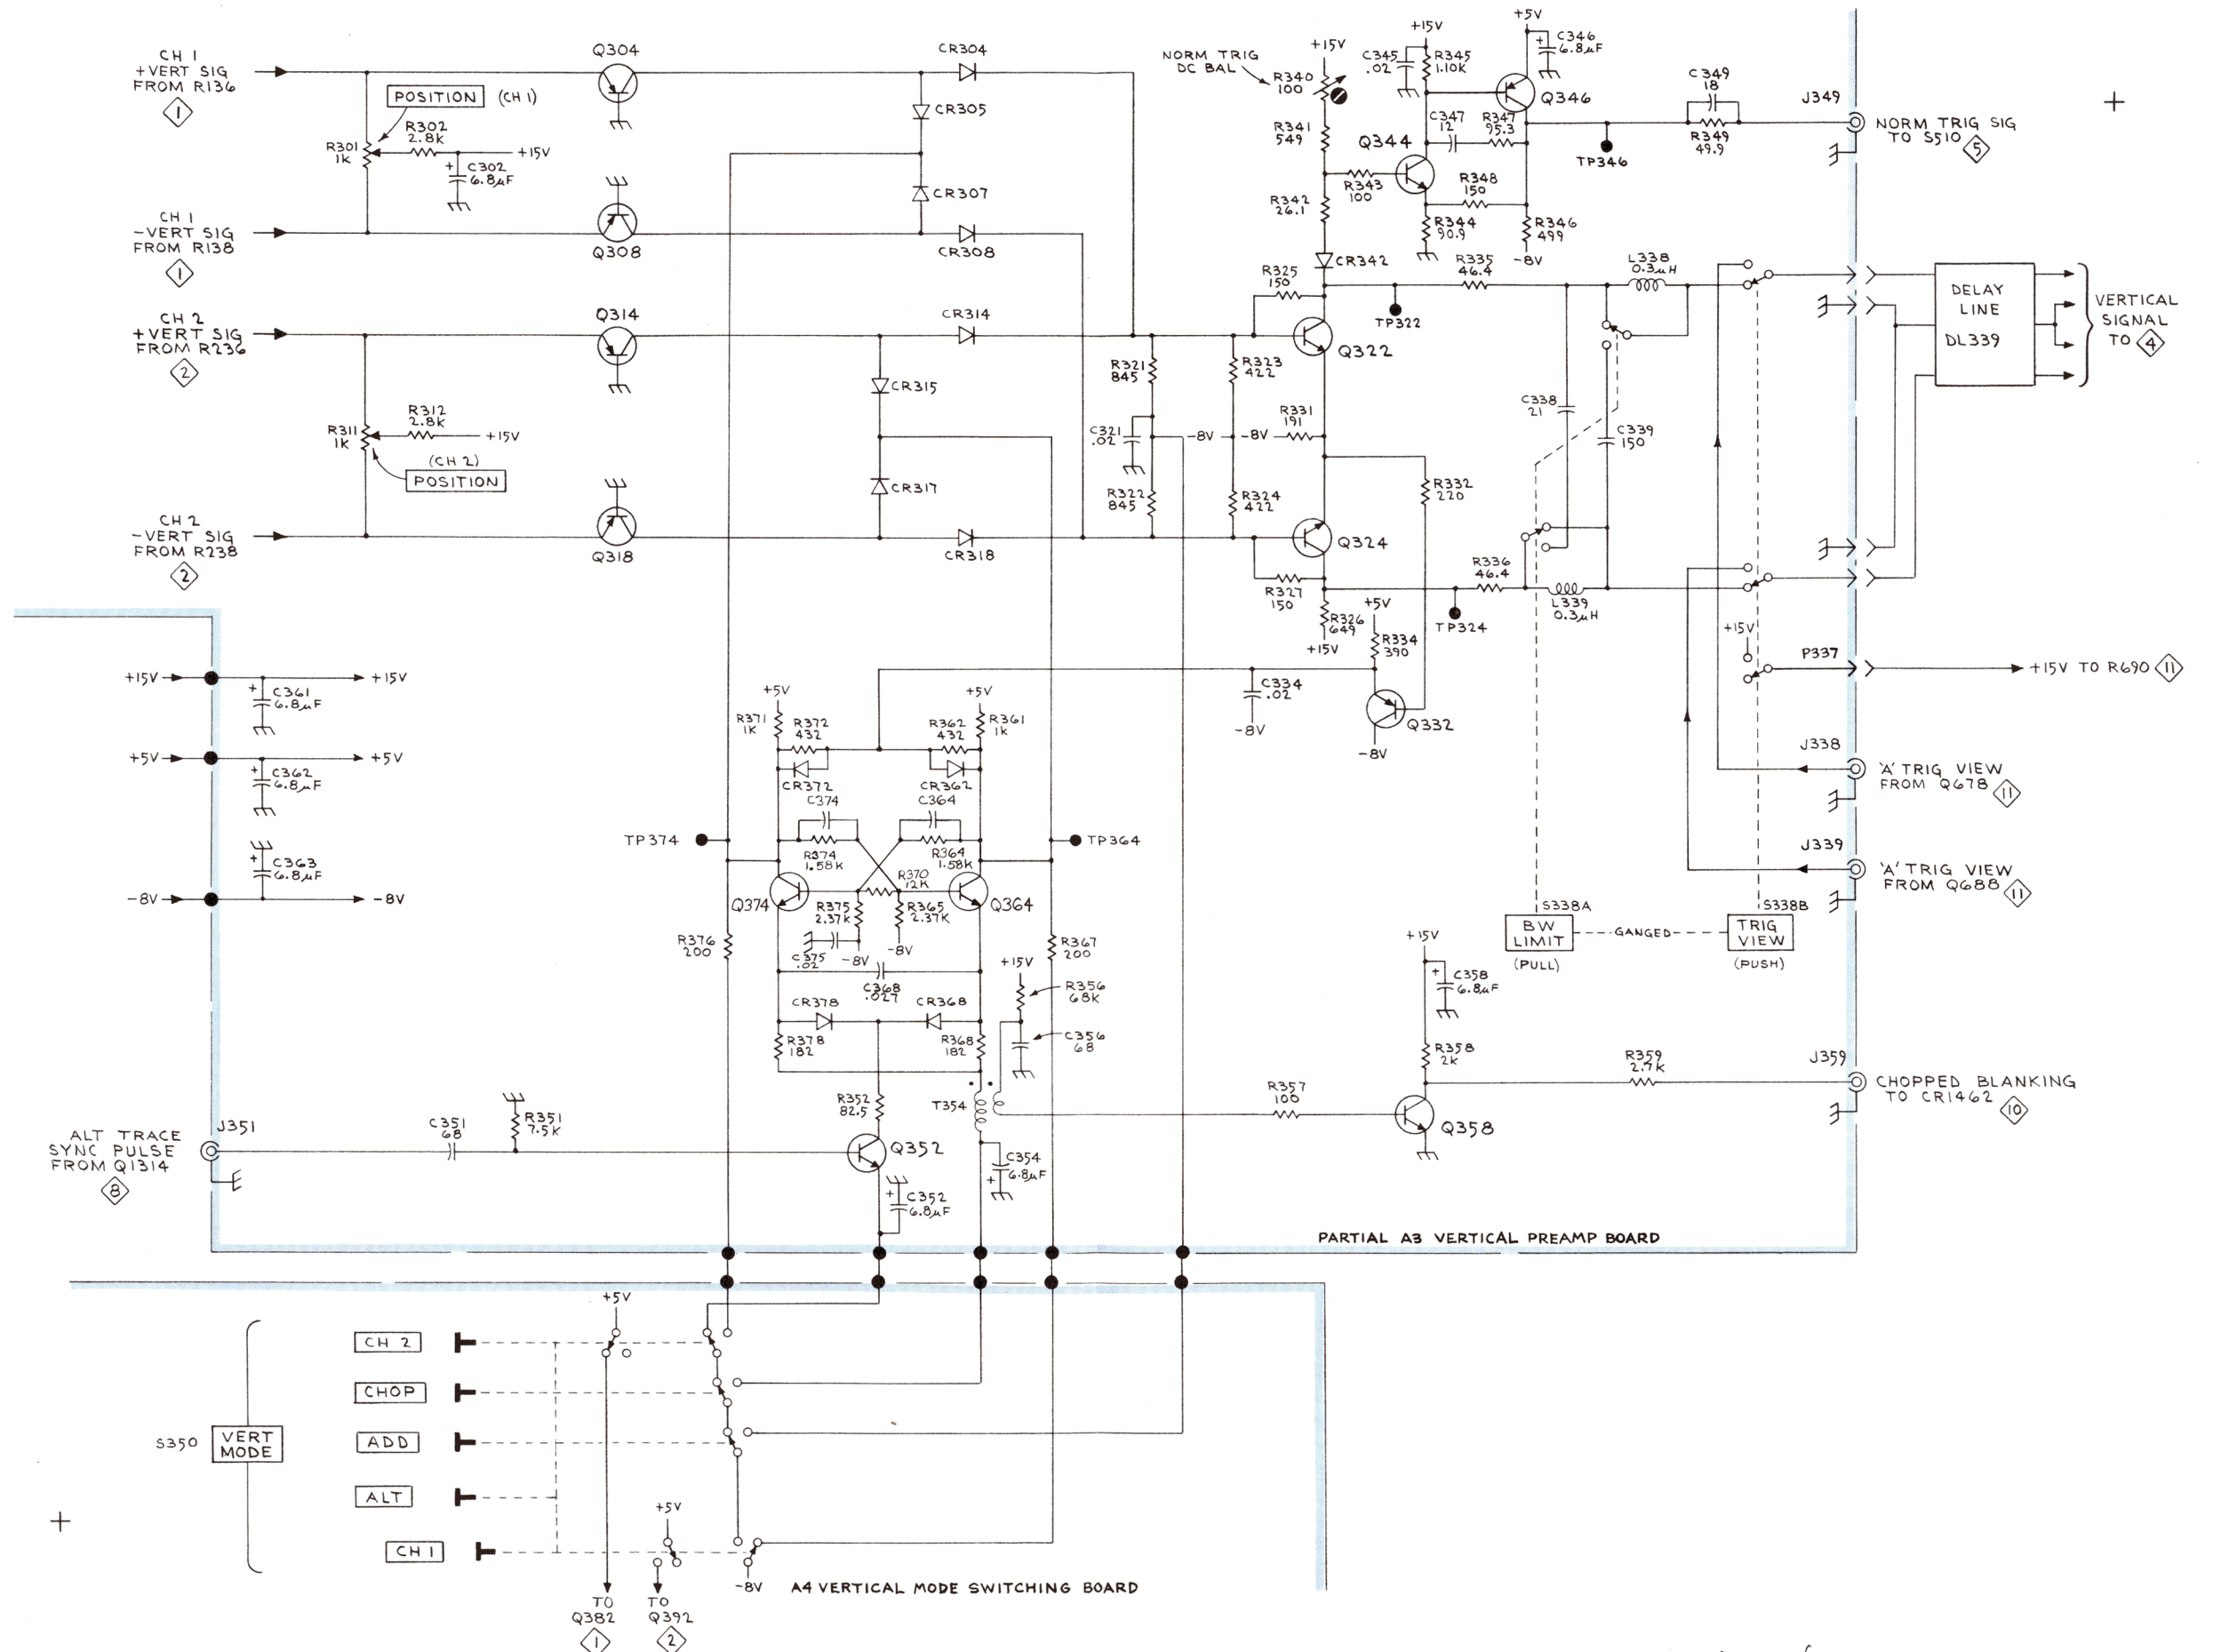 CH 1
+VERT SIG
FROM R136
1
POSITION (CH 1)
R301
1K
R302
2.8K
+15V
C302
6.8µF
CH 1
-VERT SIG
FROM R138
1
Q304
Q308
CR304
CR305
CR307
CR308
CH 2
+VERT SIG
FROM R236
2
R311
1K
R312
2.8K
+15V
(CH 2)
POSITION
CH 2
-VERT SIG
FROM R238
2
Q314
Q318
CR314
CR315
CR317
CR318
NORM TRIG
DC BAL
+15V
R340
100
R341
549
R342
26.1
R343
100
Q344
+15V
C345
.02
R345
1.10K
+5V
C346
6.8µF
Q346
C347
12
R347
95.3
R348
150
R344
90.9
R346
499
-8V
TP346
C349
18
R349
49.9
J349
NORM TRIG SIG
TO S510
5
CR342
R325
150
Q322
TP322
R335
46.4
L338
0.3µH
R321
845
R323
422
C321
.02
-8V
-8V
R331
191
R322
845
R324
422
R332
220
Q324
R327
150
R326
649
+15V
TP324
R336
46.4
L339
0.3µH
C338
21
C339
150
DELAY
LINE
DL339
VERTICAL
SIGNAL
TO 4
+15V
P337
+15V TO R690 11
J338
'A' TRIG VIEW
FROM Q678
11
J339
'A' TRIG VIEW
FROM Q688
11
S338A
BW
LIMIT
(PULL)
GANGED
S338B
TRIG
VIEW
(PUSH)
+5V
R334
390
Q332
-8V
C334
.02
-8V
+15V
C361
6.8µF
+15V
+5V
C362
6.8µF
+5V
C363
6.8µF
-8V
-8V
+5V
R371
1K
R372
432
CR372
C374
R374
1.58K
+5V
R361
1K
R362
432
CR362
C364
R364
1.58K
TP374
TP364
Q374
Q364
R370
12K
R375
2.37K
R365
2.37K
-8V
C375
.02
-8V
C368
.027
R376
200
R367
200
CR378
CR368
R378
182
R368
182
+15V
R356
68K
C356
68
T354
R352
82.5
Q352
C352
6.8µF
C354
6.8µF
ALT TRACE
SYNC PULSE
FROM Q1314
8
J351
C351
68
R351
7.5K
R357
100
Q358
+15V
C358
6.8µF
R358
2K
R359
2.7K
J359
CHOPPED BLANKING
TO CR1462
10
PARTIAL A3 VERTICAL PREAMP BOARD
S350
VERT
MODE
CH 2
CHOP
ADD
ALT
CH 1
+5V
+5V
-8V
A4 VERTICAL MODE SWITCHING BOARD
TO
Q382
1
TO
Q392
2